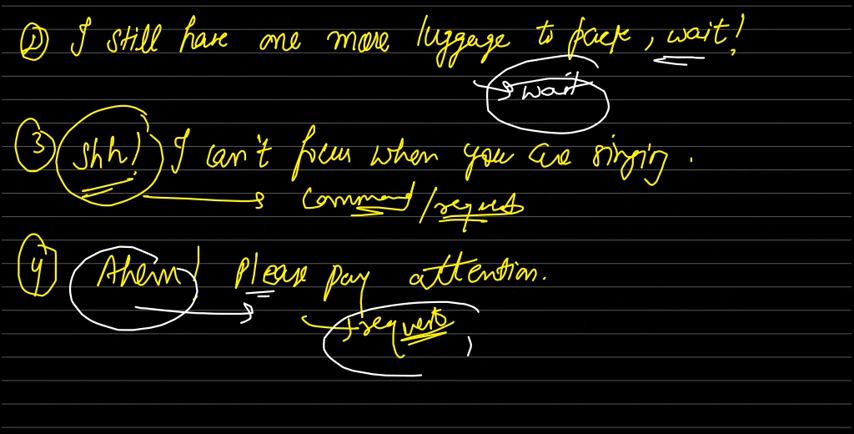 ② I still have one more luggage to pack, wait!
→ wait
③ Shh! I can't focus when you are singing.
→ Command/request
④ Ahem! Please pay attention.
→ request